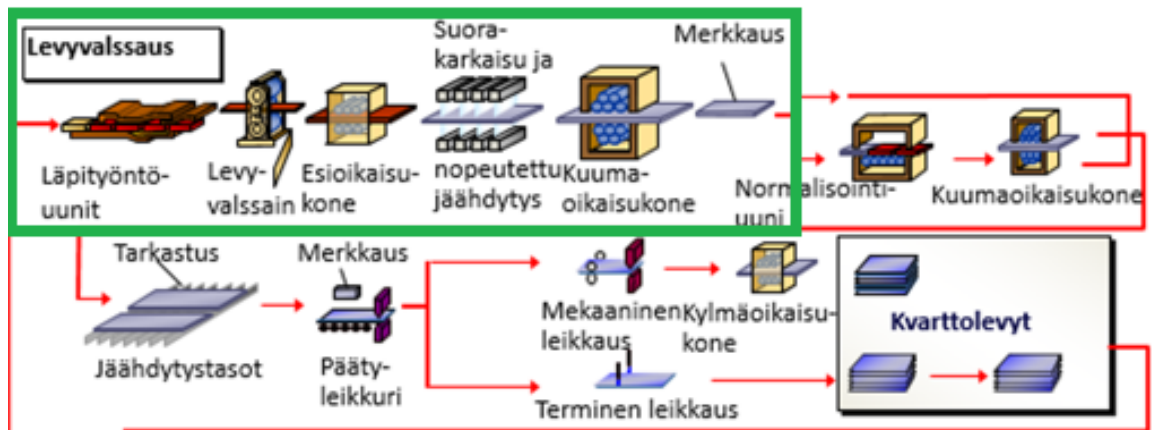 Levyvalssaus
Suora-
karkaisu ja
nopeutettu
jäähdytys
Merkkaus
Läpityöntö-
uunit
Levy-
valssain
Esioikaisu-
kone
Kuuma-
oikaisukone
Normalisointi-
uuni
Kuumaoikaisukone
Tarkastus
Jäähdytystasot
Merkkaus
Pääty-
leikkuri
Mekaaninen
leikkaus
Kylmäoikaisu-
kone
Terminen leikkaus
Kvarttolevyt